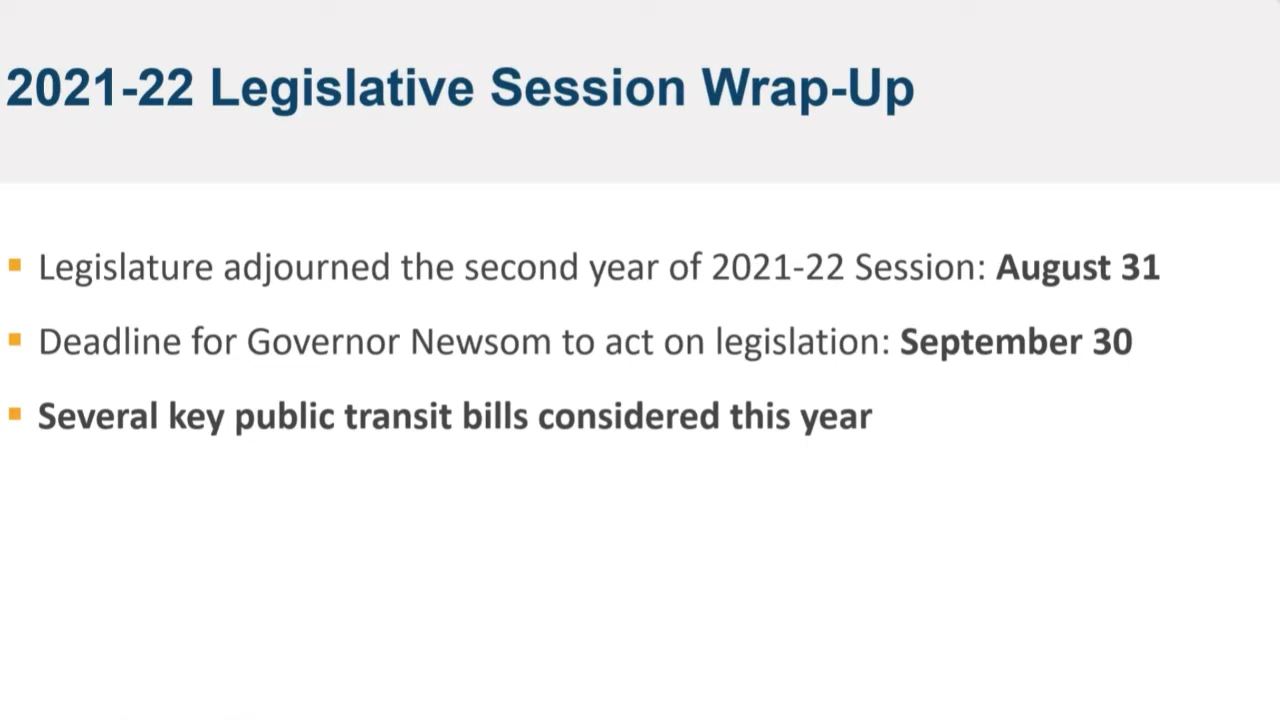 2021-22 Legislative Session Wrap-Up
▪ Legislature adjourned the second year of 2021-22 Session: August 31
▪ Deadline for Governor Newsom to act on legislation: September 30
▪ Several key public transit bills considered this year